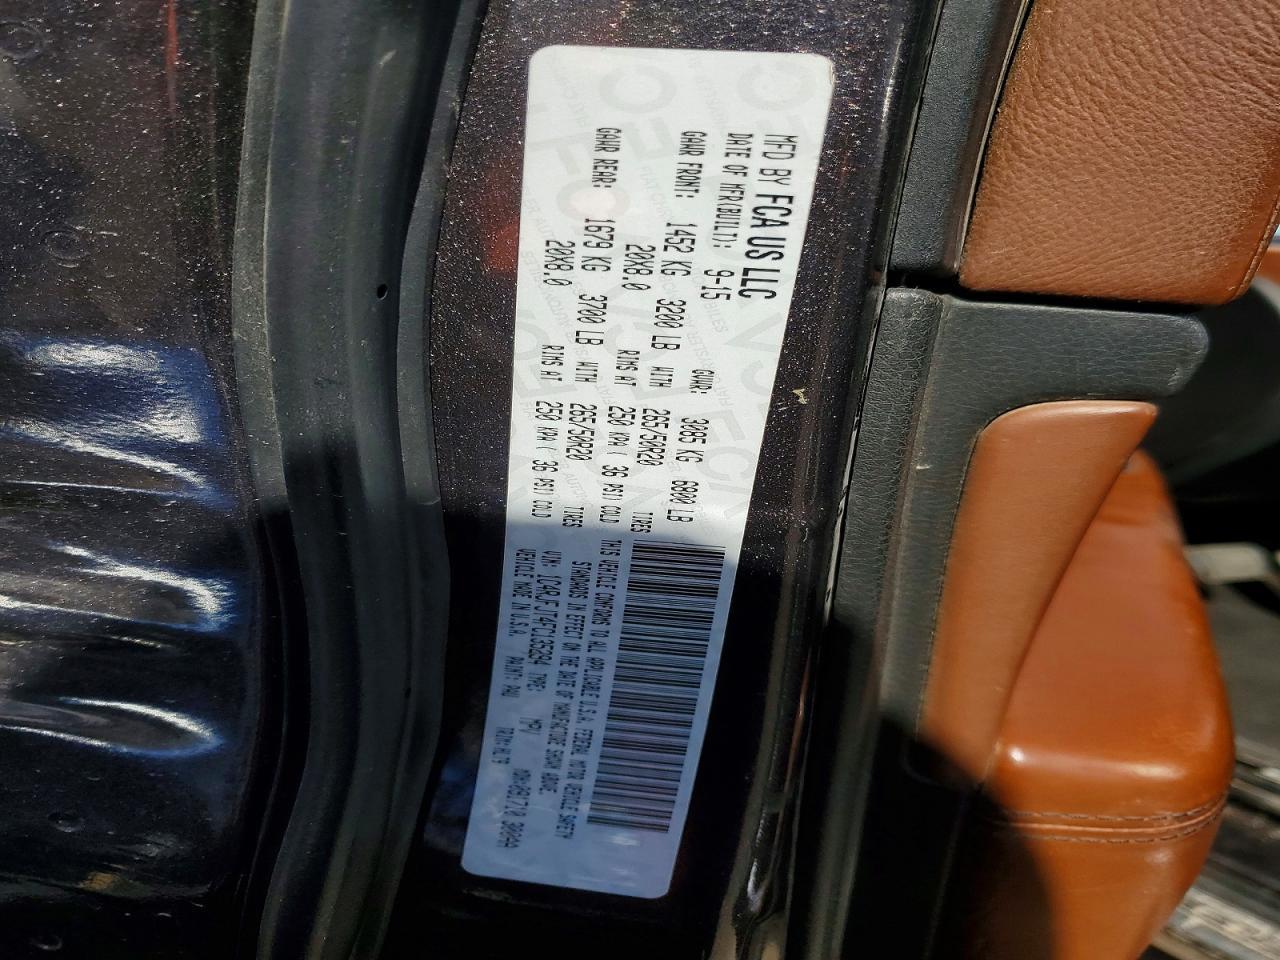 MFD BY FCA US LLC
DATE OF MFR(BUILT): 9-15 GVWR: 3085 KG 6800 LB
GAWR FRONT: 1452 KG 3200 LB WITH 265/50R20 TIRES
20X8.0 RIMS AT 250 KPA ( 36 PSI) COLD
GAWR REAR: 1679 KG 3700 LB WITH 265/50R20 TIRES
20X8.0 RIMS AT 250 KPA ( 36 PSI) COLD
THIS VEHICLE CONFORMS TO ALL APPLICABLE U.S.A. FEDERAL MOTOR VEHICLE SAFETY
STANDARDS IN EFFECT ON THE DATE OF MANUFACTURE SHOWN ABOVE.
VIN: 1C4RJFJT4FC135294 TYPE: MPV
VEHICLE MADE IN U.S.A. PAINT: TRIM: